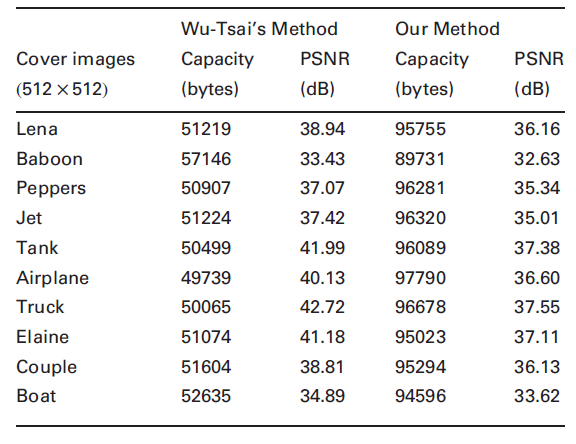 Wu-Tsai's Method Our Method
Cover images Capacity PSNR Capacity PSNR
(512 × 512) (bytes) (dB) (bytes) (dB)
Lena 51219 38.94 95755 36.16
Baboon 57146 33.43 89731 32.63
Peppers 50907 37.07 96281 35.34
Jet 51224 37.42 96320 35.01
Tank 50499 41.99 96089 37.38
Airplane 49739 40.13 97790 36.60
Truck 50065 42.72 96678 37.55
Elaine 51074 41.18 95023 37.11
Couple 51604 38.81 95294 36.13
Boat 52635 34.89 94596 33.62